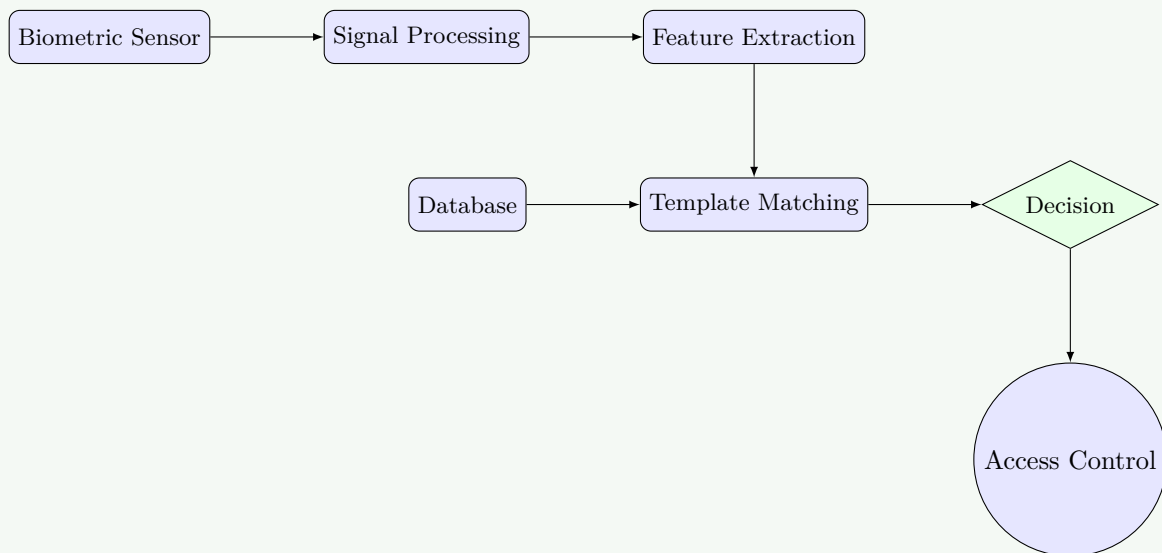 Biometric Sensor
Signal Processing
Feature Extraction
Database
Template Matching
Decision
Access Control